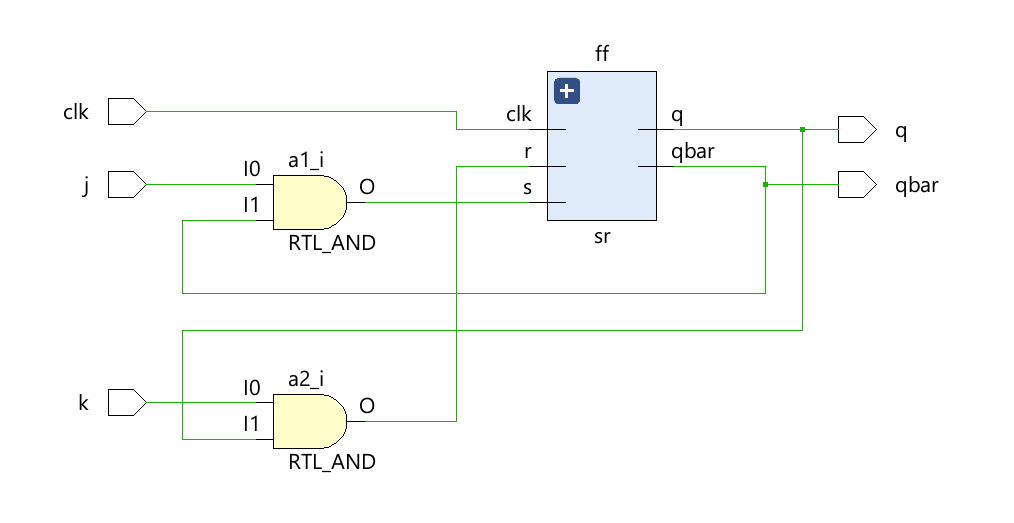 ff
clk
clk
q
q
r
qbar
a1_i
I0
O
j
s
qbar
I1
RTL_AND
sr
a2_i
I0
O
k
I1
RTL_AND